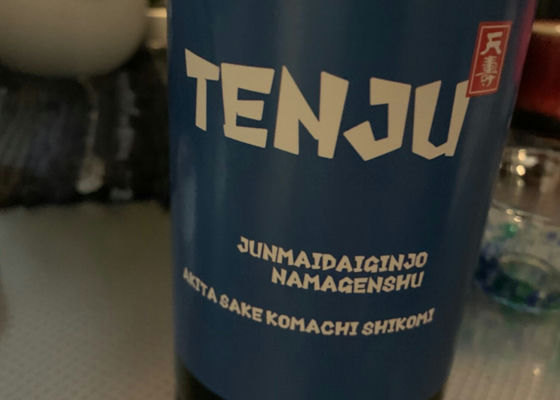 TENJU
天寿
JUNMAIDAIGINJO
NAMAGENSHU
AKITA SAKE KOMACHI SHIKOMI